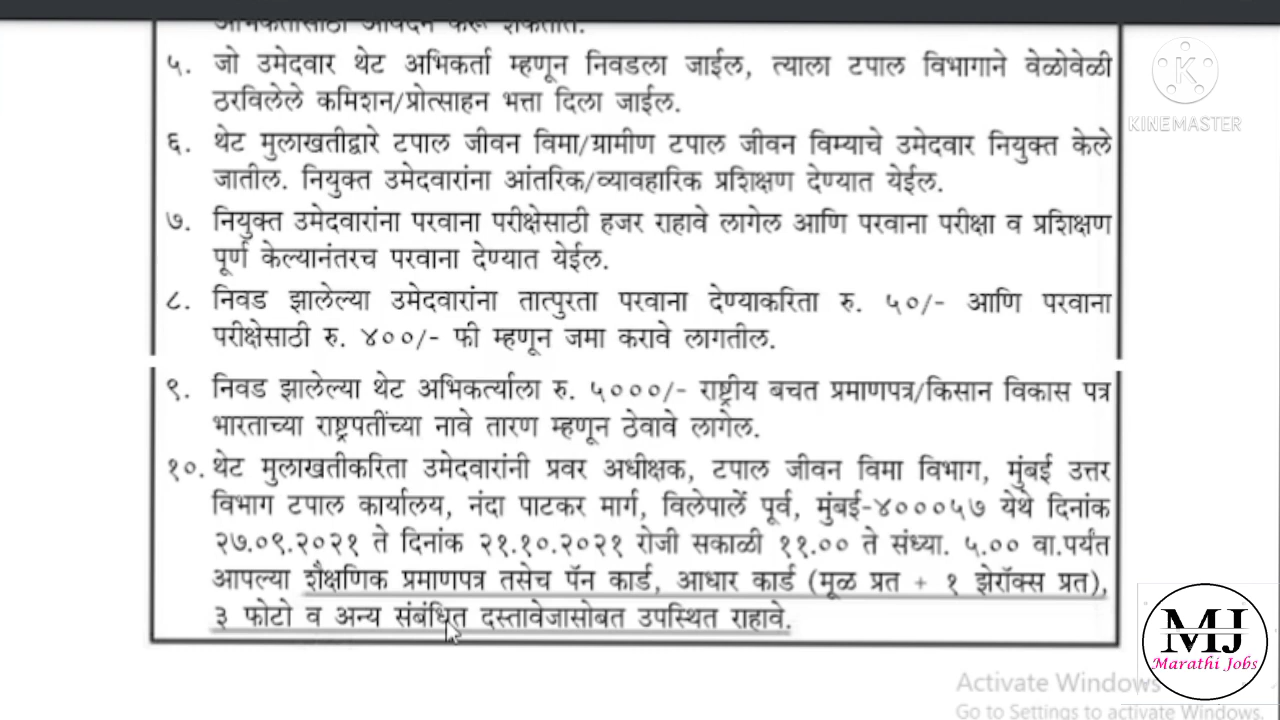 अभिकर्तासाठी आवेदन करू शकतात.
५. जो उमेदवार थेट अभिकर्ता म्हणून निवडला जाईल, त्याला टपाल विभागाने वेळोवेळी
ठरविलेले कमिशन/प्रोत्साहन भत्ता दिला जाईल.
६. थेट मुलाखतीद्वारे टपाल जीवन विमा/ग्रामीण टपाल जीवन विम्याचे उमेदवार नियुक्त केले
जातील. नियुक्त उमेदवारांना आंतरिक/व्यावहारिक प्रशिक्षण देण्यात येईल.
७. नियुक्त उमेदवारांना परवाना परीक्षेसाठी हजर राहावे लागेल आणि परवाना परीक्षा व प्रशिक्षण
पूर्ण केल्यानंतरच परवाना देण्यात येईल.
८. निवड झालेल्या उमेदवारांना तात्पुरता परवाना देण्याकरिता रु. ५०/- आणि परवाना
परीक्षेसाठी रु. ४००/- फी म्हणून जमा करावे लागतील.
९. निवड झालेल्या थेट अभिकर्त्याला रु. ५०००/- राष्ट्रीय बचत प्रमाणपत्र/किसान विकास पत्र
भारताच्या राष्ट्रपतींच्या नावे तारण म्हणून ठेवावे लागेल.
१०. थेट मुलाखतीकरिता उमेदवारांनी प्रवर अधीक्षक, टपाल जीवन विमा विभाग, मुंबई उत्तर
विभाग टपाल कार्यालय, नंदा पाटकर मार्ग, विलेपार्ले पूर्व, मुंबई-४०००५७ येथे दिनांक
२७.०९.२०२१ ते दिनांक २१.१०.२०२१ रोजी सकाळी ११.०० ते संध्या. ५.०० वा.पर्यंत
आपल्या शैक्षणिक प्रमाणपत्र तसेच पॅन कार्ड, आधार कार्ड (मूळ प्रत + १ झेरॉक्स प्रत),
३ फोटो व अन्य संबंधित दस्तावेजासोबत उपस्थित राहावे.
KINEMASTER
MJ
Marathi Jobs
Activate Windows
Go to Settings to activate Windows.